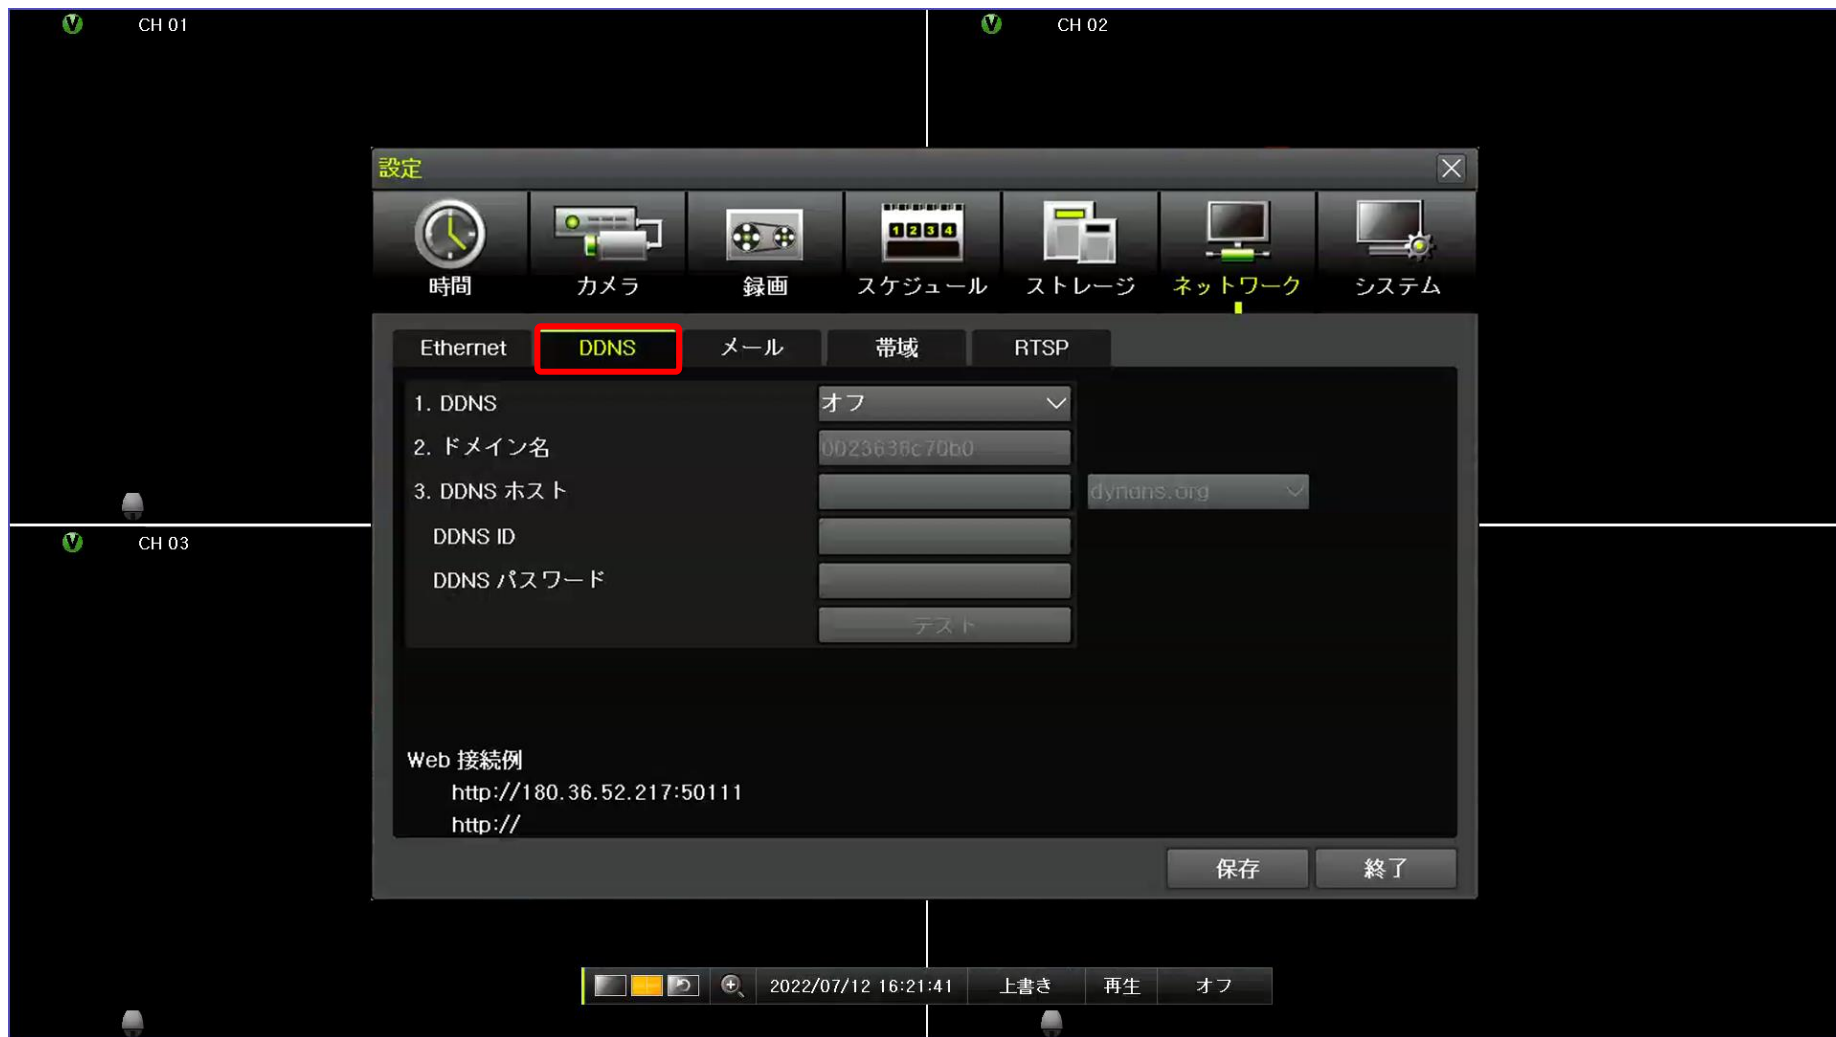 CH 01
CH 02
設定
1 2 3 4
時間 カメラ 録画 スケジュール ストレージ ネットワーク システム
Ethernet DDNS メール 帯域 RTSP
1. DDNS オフ
2. ドメイン名 0023638c70b0
3. DDNS ホスト dyndns.org
DDNS ID
CH 03
DDNS パスワード
テスト
Web 接続例
http://180.36.52.217:50111
http://
保存 終了
2022/07/12 16:21:41 上書き 再生 オフ